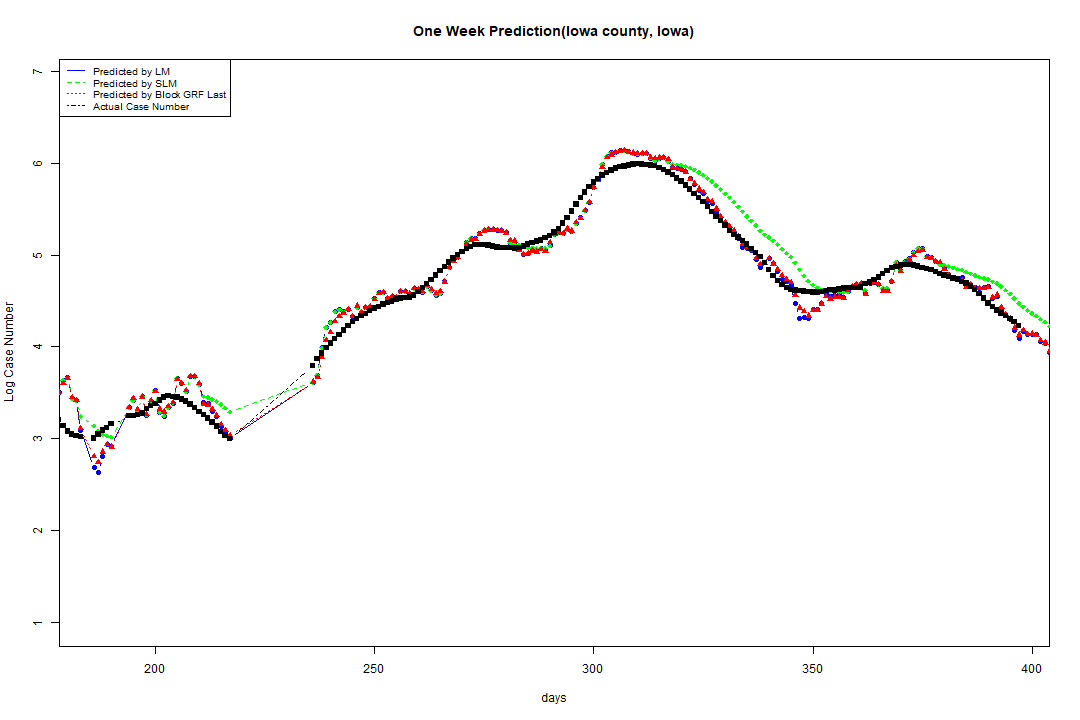 One Week Prediction(Iowa county, Iowa)
Predicted by LM
Predicted by SLM
Predicted by Block GRF Last
Actual Case Number
7
6
5
4
3
2
1
Log Case Number
200 250 300 350 400
days